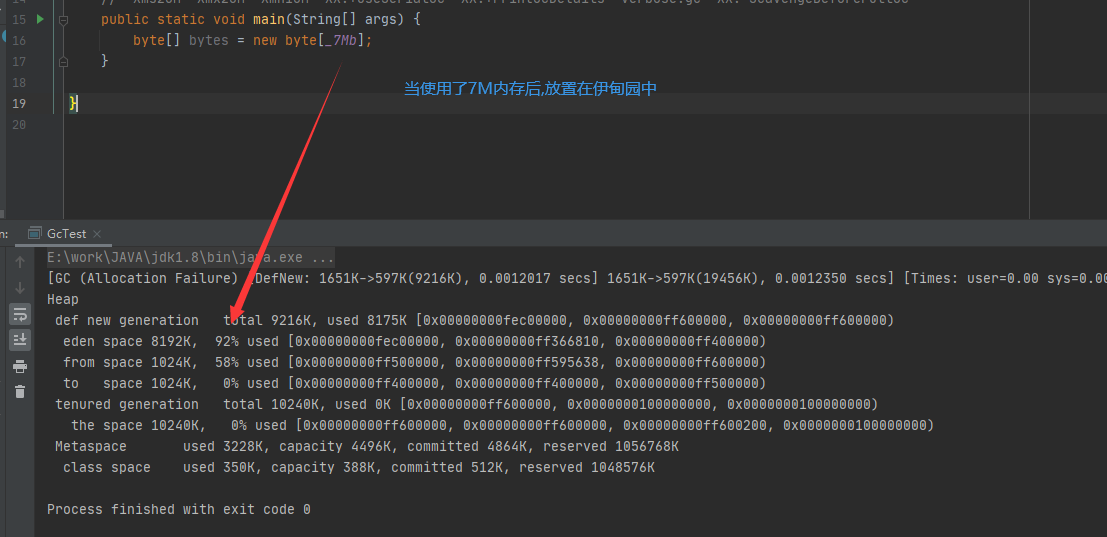 15 public static void main(String[] args) {
16 byte[] bytes = new byte[_7Mb];
17 }
当使用了7M内存后,放置在伊甸园中
18
19 }
20
GcTest
E:\work\JAVA\jdk1.8\bin\java.exe ...
[GC (Allocation Failure) [DefNew: 1651K->597K(9216K), 0.0012017 secs] 1651K->597K(19456K), 0.0012350 secs] [Times: user=0.00 sys=0.00
Heap
def new generation total 9216K, used 8175K [0x00000000fec00000, 0x00000000ff600000, 0x00000000ff600000)
eden space 8192K, 92% used [0x00000000fec00000, 0x00000000ff366810, 0x00000000ff400000)
from space 1024K, 58% used [0x00000000ff500000, 0x00000000ff595638, 0x00000000ff600000)
to space 1024K, 0% used [0x00000000ff400000, 0x00000000ff400000, 0x00000000ff500000)
tenured generation total 10240K, used 0K [0x00000000ff600000, 0x0000000100000000, 0x0000000100000000)
the space 10240K, 0% used [0x00000000ff600000, 0x00000000ff600000, 0x00000000ff600200, 0x0000000100000000)
Metaspace used 3228K, capacity 4496K, committed 4864K, reserved 1056768K
class space used 350K, capacity 388K, committed 512K, reserved 1048576K
Process finished with exit code 0